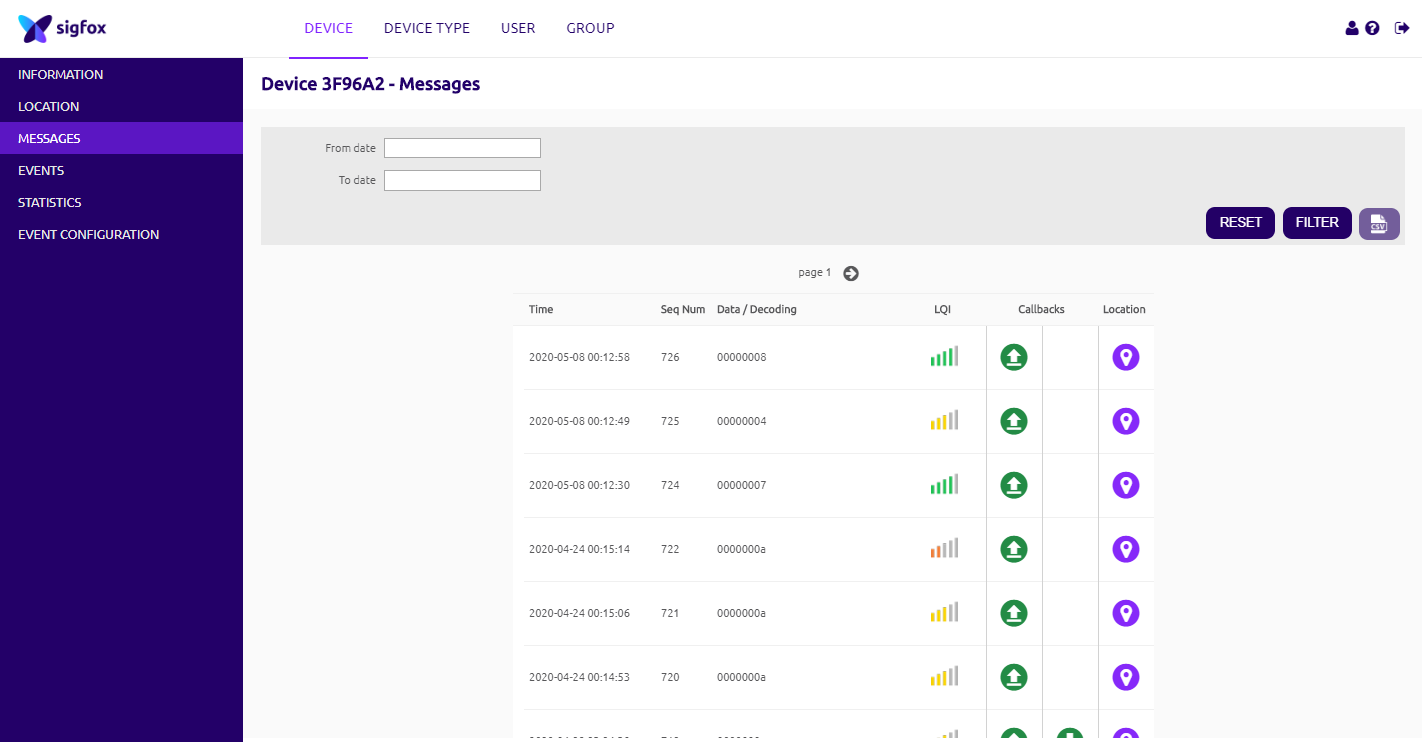 sigfox
DEVICE DEVICE TYPE USER GROUP
INFORMATION
LOCATION
MESSAGES
EVENTS
STATISTICS
EVENT CONFIGURATION
Device 3F96A2 - Messages
From date
To date
RESET FILTER CSV
page 1
Time Seq Num Data / Decoding LQI Callbacks Location
2020-05-08 00:12:58 726 00000008
2020-05-08 00:12:49 725 00000004
2020-05-08 00:12:30 724 00000007
2020-04-24 00:15:14 722 0000000a
2020-04-24 00:15:06 721 0000000a
2020-04-24 00:14:53 720 0000000a